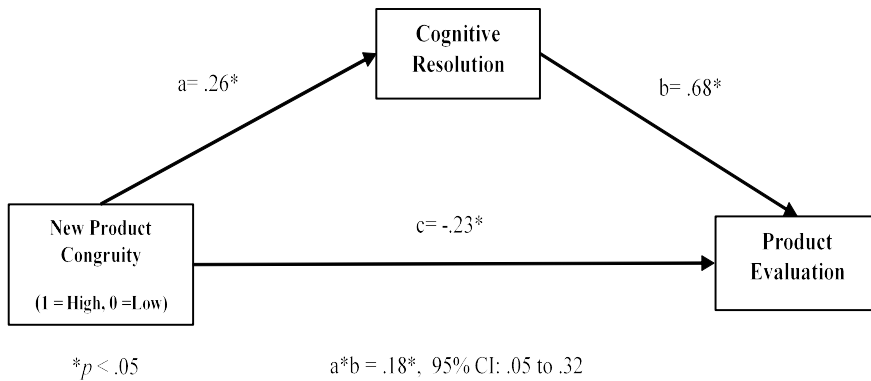 Cognitive
Resolution
a= .26*
b= .68*
New Product
Congruity
(1 = High, 0 =Low)
c= -.23*
Product
Evaluation
*p < .05
a*b = .18*, 95% CI: .05 to .32